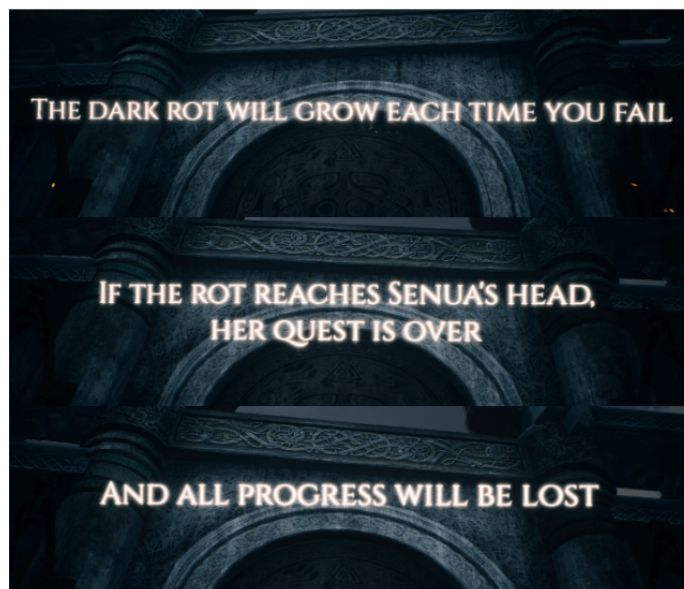 The dark rot will grow each time you fail
If the rot reaches Senua's head,
her quest is over
And all progress will be lost